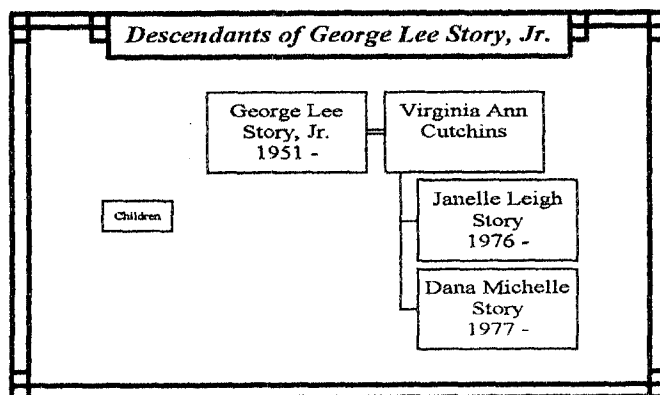 Descendants of George Lee Story, Jr.
George Lee
Story, Jr.
1951 -
Virginia Ann
Cutchins
Children
Janelle Leigh
Story
1976 -
Dana Michelle
Story
1977 -